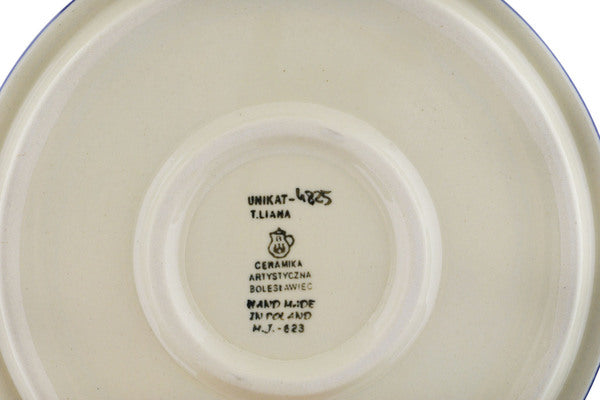 UNIKAT-4825
T.LIANA
CERAMIKA
ARTYSTYCZNA
BOLESŁAWIEC
HAND MADE
IN POLAND
M.J.-623